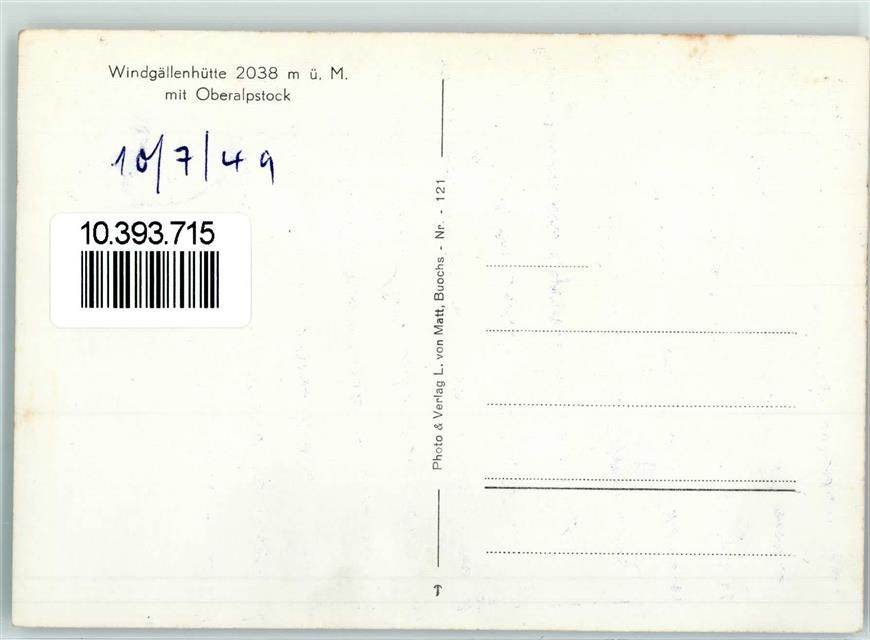 Windgällenhütte 2038 m ü. M.
mit Oberalpstock
10/7/49
10.393.715
Photo & Verlag L. von Matt, Buochs - Nr. - 121